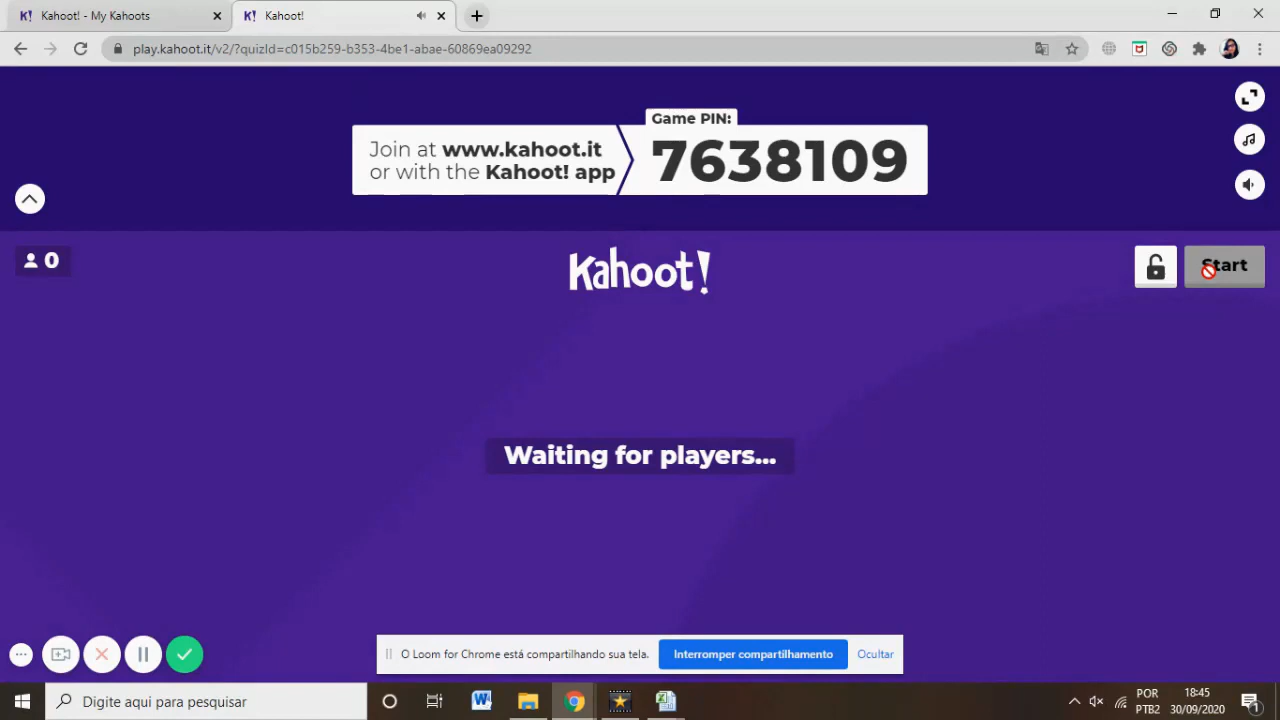 Kahoot! - My Kahoots
Kahoot!
play.kahoot.it/v2/?quizId=c015b259-b353-4be1-abae-60869ea09292
Game PIN:
Join at www.kahoot.it
or with the Kahoot! app
7638109
0
Kahoot!
Start
Waiting for players...
O Loom for Chrome está compartilhando sua tela.
Interromper compartilhamento
Ocultar
Digite aqui para pesquisar
POR
PTB2
18:45
30/09/2020
1